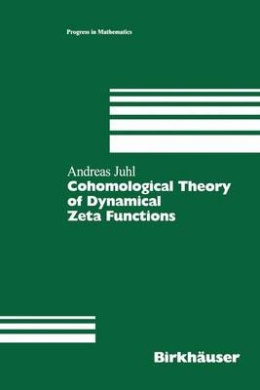 Progress in Mathematics
Andreas Juhl
Cohomological Theory
of Dynamical
Zeta Functions
Birkhäuser